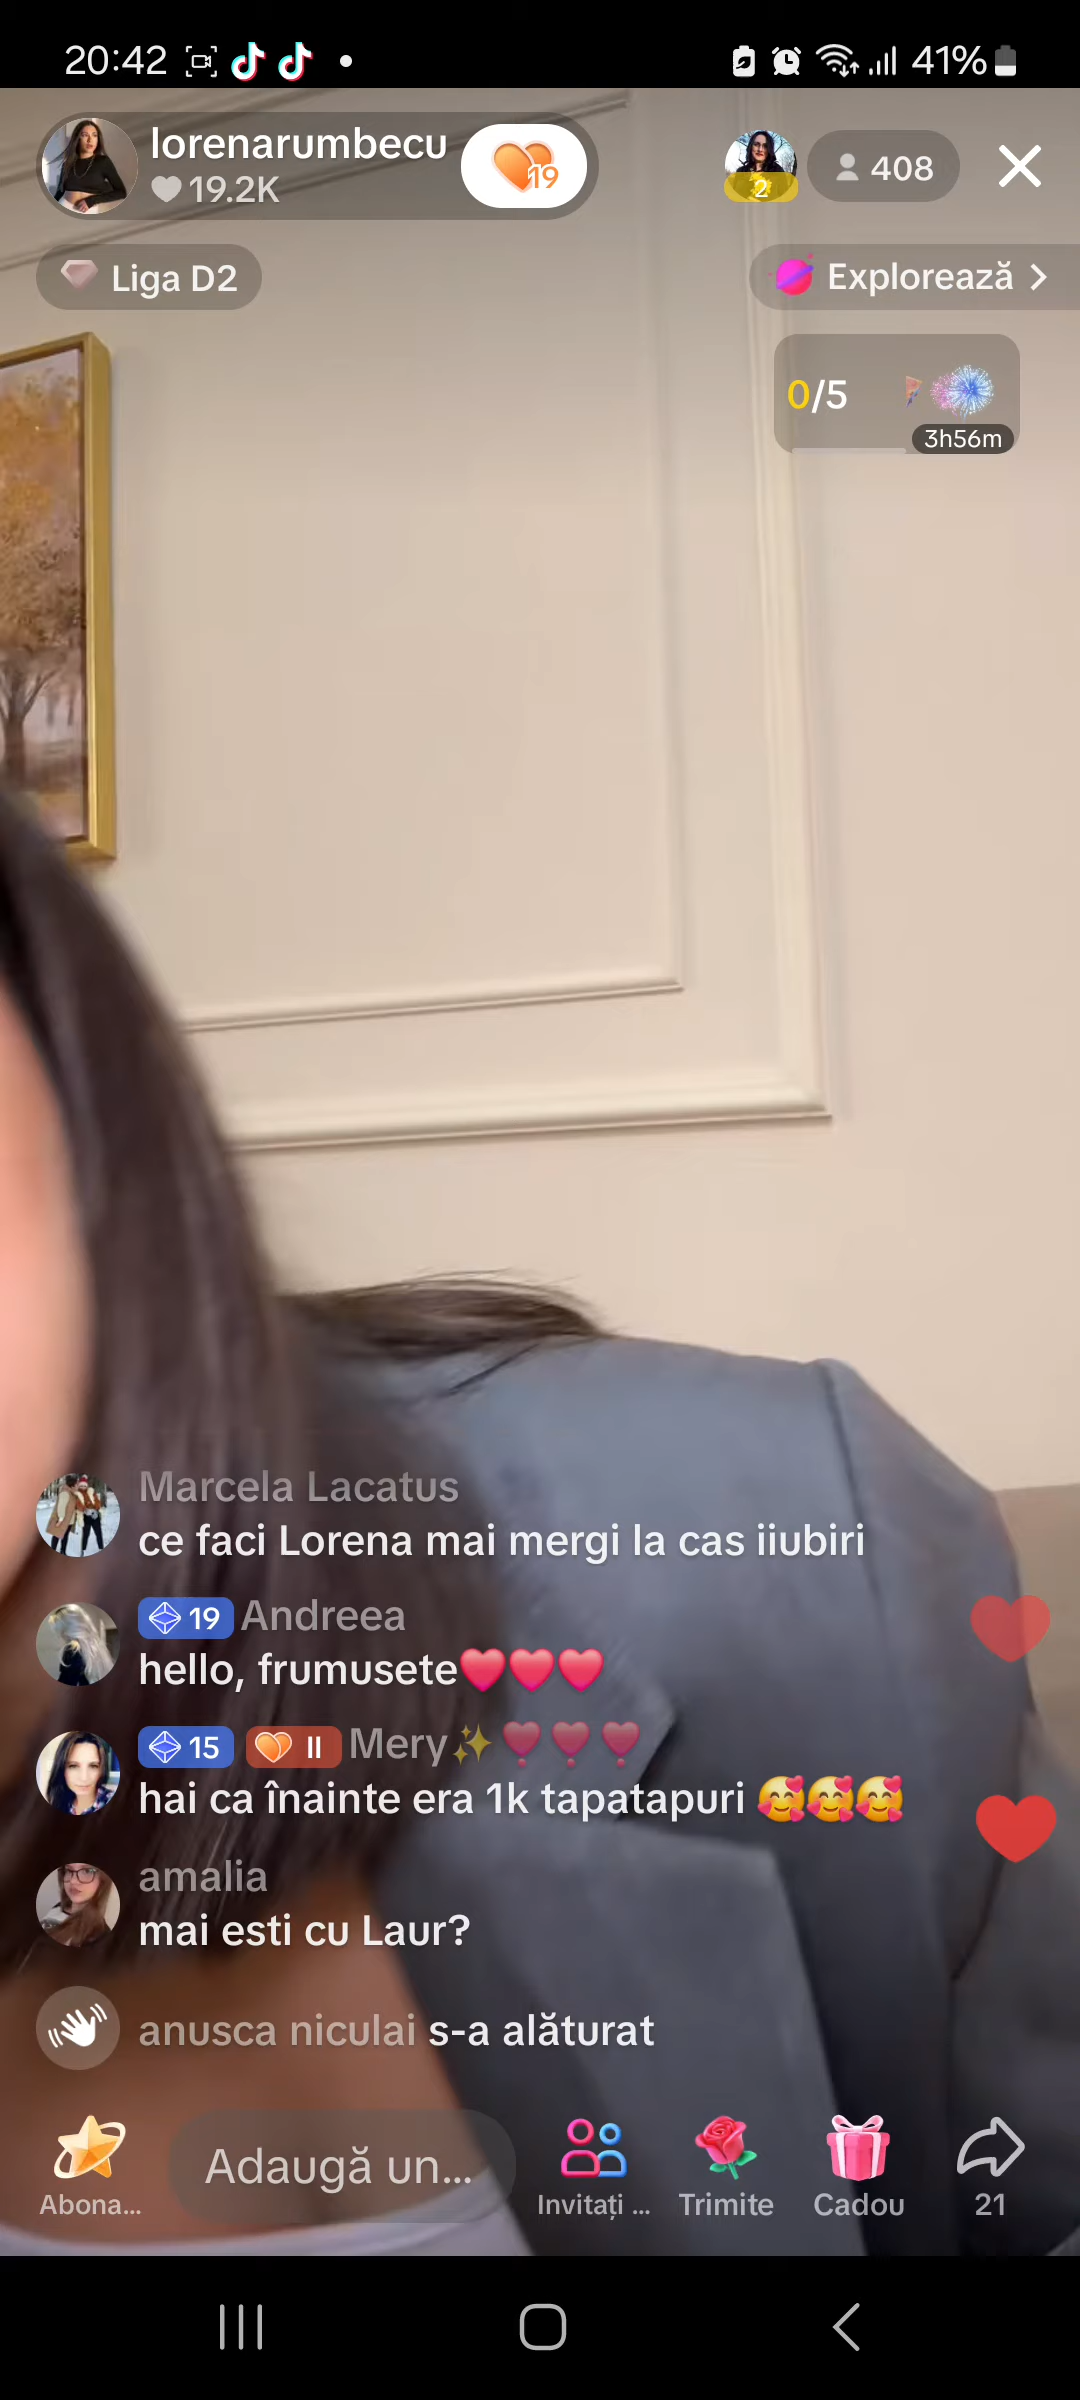 20:42
41%
lorenarumbecu
19.2K
19
2
408
Liga D2
Explorează
0/5
3h56m
Marcela Lacatus
ce faci Lorena mai mergi la cas iiubiri
19 Andreea
hello, frumusete❤️❤️❤️
15 II Mery✨❣️❣️❣️
hai ca înainte era 1k tapatapuri 🥰🥰🥰
amalia
mai esti cu Laur?
anusca niculai s-a alăturat
Adaugă un...
Abona...
Invitați ...
Trimite
Cadou
21